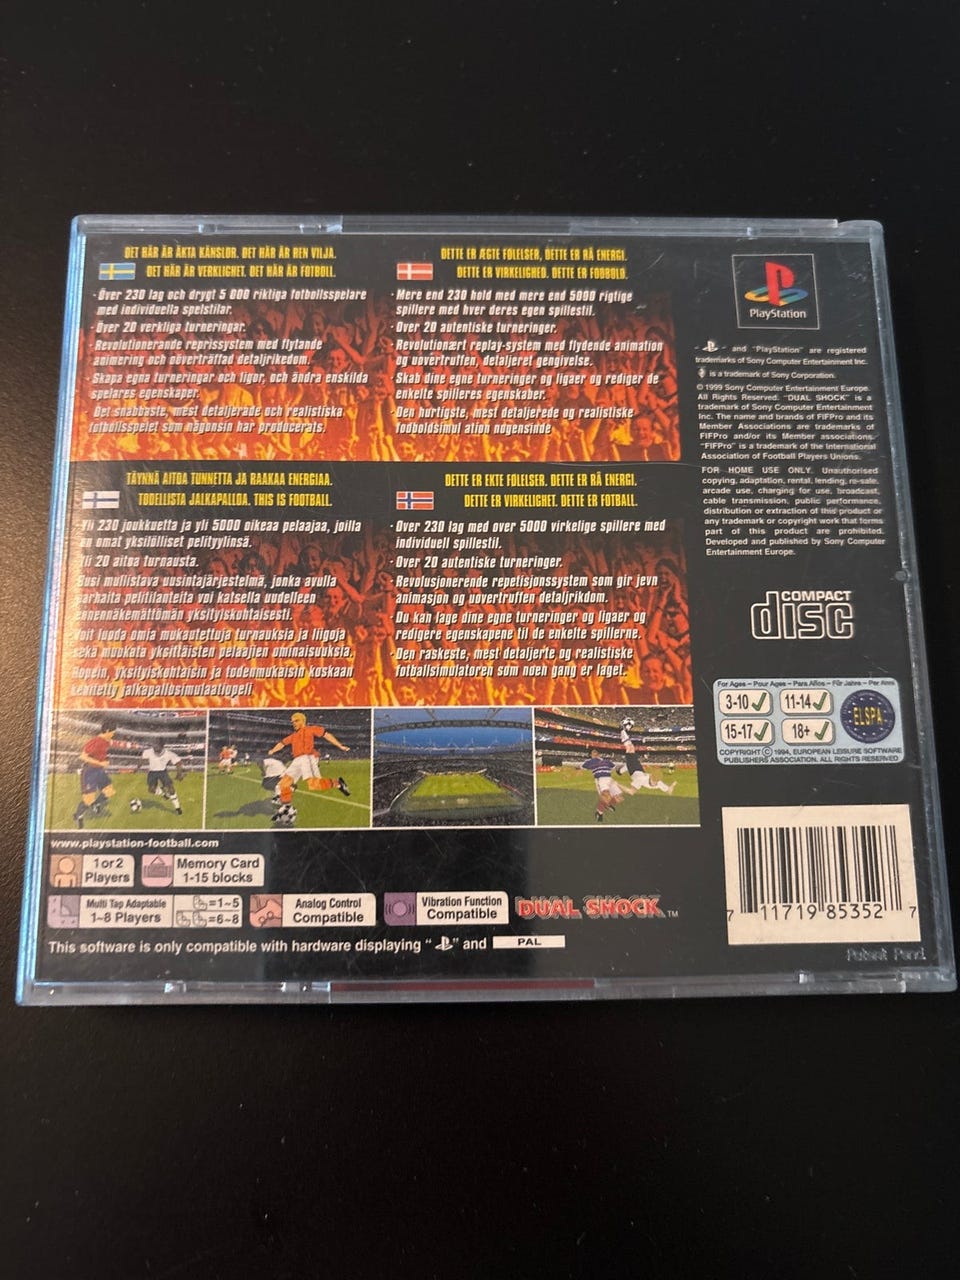 DET HÄR ÄR ÄKTA KÄNSLOR. DET HÄR ÄR REN VILJA.
DET HÄR ÄR VERKLIGHET. DET HÄR ÄR FOTBOLL.
· Över 230 lag och drygt 5 000 riktiga fotbollsspelare
med individuella spelstilar.
· Över 20 verkliga turneringar.
· Revolutionerande reprissystem med flytande
animering och oöverträffad detaljrikedom.
· Skapa egna turneringar och ligor, och ändra enskilda
spelares egenskaper.
· Det snabbaste, mest detaljerade och realistiska
fotbollsspelet som någonsin har producerats.
DETTE ER ÆGTE FØLELSER, DETTE ER RÅ ENERGI.
DETTE ER VIRKELIGHED. DETTE ER FODBOLD.
· Mere end 230 hold med mere end 5000 rigtige
spillere med hver deres egen spillestil.
· Over 20 autentiske turneringer.
· Revolutionært replay-system med flydende animation
og uovertruffen, detaljeret gengivelse.
· Skab dine egne turneringer og ligaer og rediger de
enkelte spilleres egenskaber.
· Den hurtigste, mest detaljerede og realistiske
fodboldsimul ation nogensinde
TÄYNNÄ AITOA TUNNETTA JA RAAKAA ENERGIAA.
TODELLISTA JALKAPALLOA. THIS IS FOOTBALL.
Yli 230 joukkuetta ja yli 5000 oikeaa pelaajaa, joilla
on omat yksilölliset pelityylinsä.
Yli 20 aitoa turnausta.
Uusi mullistava uusintajärjestelmä, jonka avulla
parhaita pelitilanteita voi katsella uudelleen
ennennäkemättömän yksityiskohtaisesti.
Voit luoda omia mukautettuja turnauksia ja liigoja
sekä muokata yksittäisten pelaajien ominaisuuksia.
Nopein, yksityiskohtaisin ja todenmukaisin koskaan
kehitetty jalkapallosimulaatiopeli
DETTE ER EKTE FØLELSER. DETTE ER RÅ ENERGI.
DETTE ER VIRKELIGHET. DETTE ER FOTBALL.
· Over 230 lag med over 5000 virkelige spillere med
individuell spillestil.
· Over 20 autentiske turneringer.
· Revolusjonerende repetisjonssystem som gir jevn
animasjon og uovertruffen detaljrikdom.
· Du kan lage dine egne turneringer og ligaer og
redigere egenskapene til de enkelte spillerne.
· Den raskeste, mest detaljerte og realistiske
fotballsimulatoren som noen gang er laget.
www.playstation-football.com
1 or 2
Players
Memory Card
1-15 blocks
Multi Tap Adaptable
1-8 Players
=1~5
=6~8
Analog Control
Compatible
Vibration Function
Compatible
DUAL SHOCK™
This software is only compatible with hardware displaying " " and PAL
PlayStation
and "PlayStation" are registered
trademarks of Sony Computer Entertainment Inc.
is a trademark of Sony Corporation.
© 1999 Sony Computer Entertainment Europe.
All Rights Reserved. "DUAL SHOCK" is a
trademark of Sony Computer Entertainment
Inc. The name and brands of FIFPro and its
Member Associations are trademarks of
FIFPro and/or its Member associations.
"FIFPro" is a trademark of the International
Association of Football Players Unions.
FOR HOME USE ONLY. Unauthorised
copying, adaptation, rental, lending, re-sale,
arcade use, charging for use, broadcast,
cable transmission, public performance,
distribution or extraction of this product or
any trademark or copyright work that forms
part of this product are prohibited.
Developed and published by Sony Computer
Entertainment Europe.
COMPACT
disc
For Ages – Pour Ages – Para Años – Für Jahre – Per Anni
3-10 ✓ 11-14 ✓
15-17 ✓ 18+ ✓
ELSPA
COPYRIGHT © 1994, EUROPEAN LEISURE SOFTWARE
PUBLISHERS ASSOCIATION. ALL RIGHTS RESERVED
7 11719 85352 7
Patent Pend.